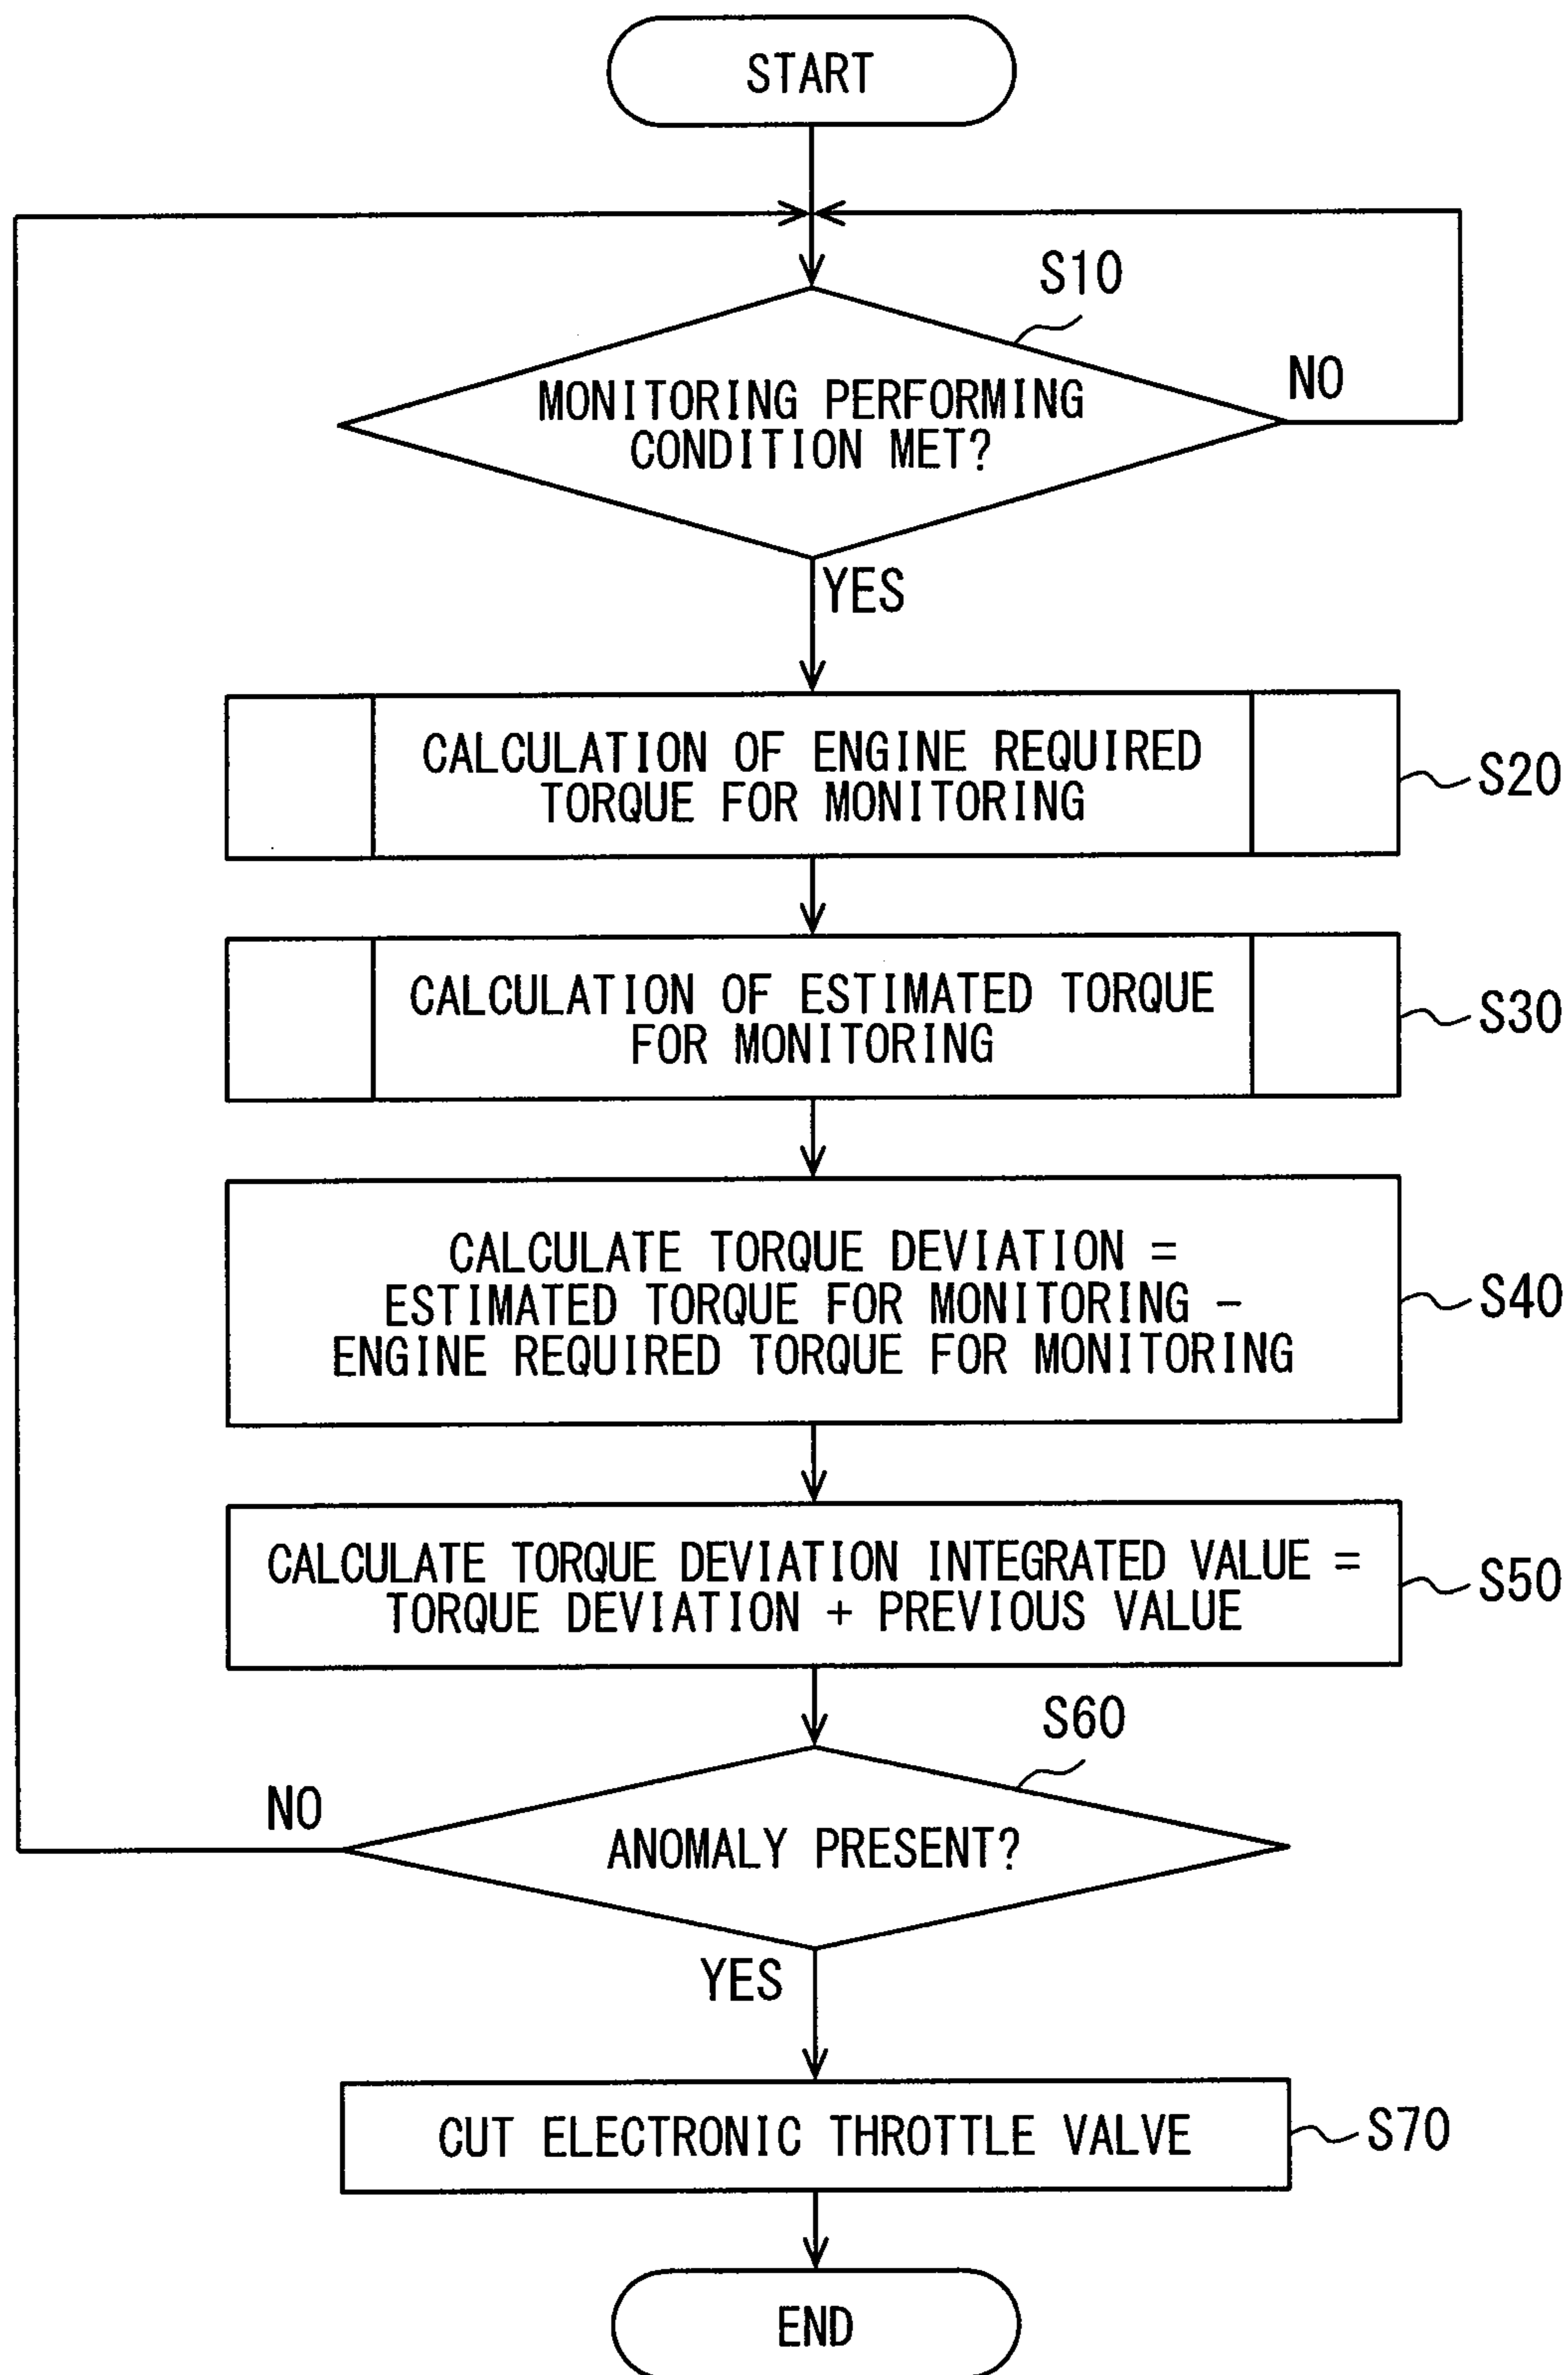 START
S10
MONITORING PERFORMING
CONDITION MET?
NO
YES
CALCULATION OF ENGINE REQUIRED
TORQUE FOR MONITORING
S20
CALCULATION OF ESTIMATED TORQUE
FOR MONITORING
S30
CALCULATE TORQUE DEVIATION =
ESTIMATED TORQUE FOR MONITORING –
ENGINE REQUIRED TORQUE FOR MONITORING
S40
CALCULATE TORQUE DEVIATION INTEGRATED VALUE =
TORQUE DEVIATION + PREVIOUS VALUE
S50
S60
NO
ANOMALY PRESENT?
YES
CUT ELECTRONIC THROTTLE VALVE
S70
END